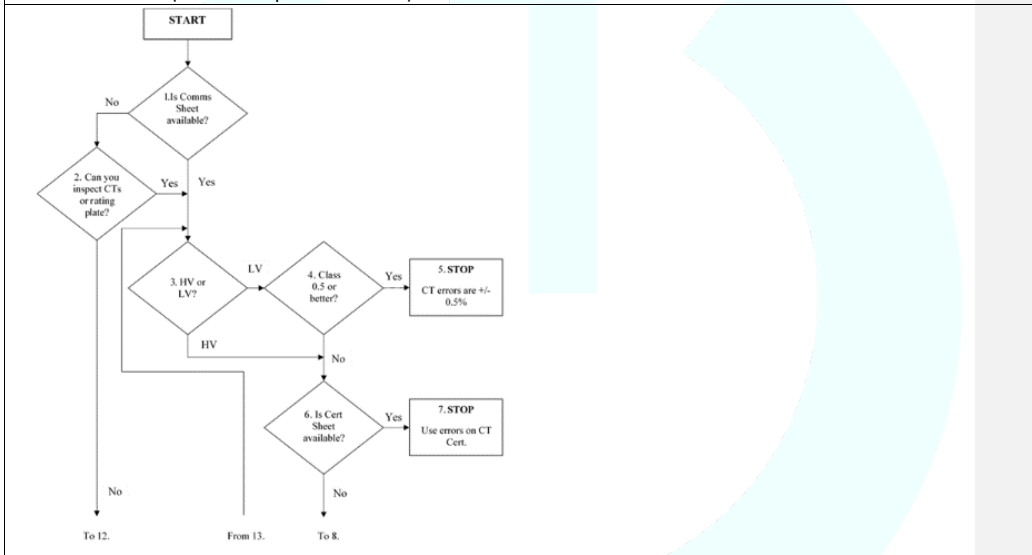 START
1.Is Comms
Sheet
available?
No
2. Can you
inspect CTs
or rating
plate?
Yes
Yes
3. HV or
LV?
LV
4. Class
0.5 or
better?
Yes
5. STOP
CT errors are +/-
0.5%
HV
No
6. Is Cert
Sheet
available?
Yes
7. STOP
Use errors on CT
Cert.
No
No
To 12.
From 13.
To 8.